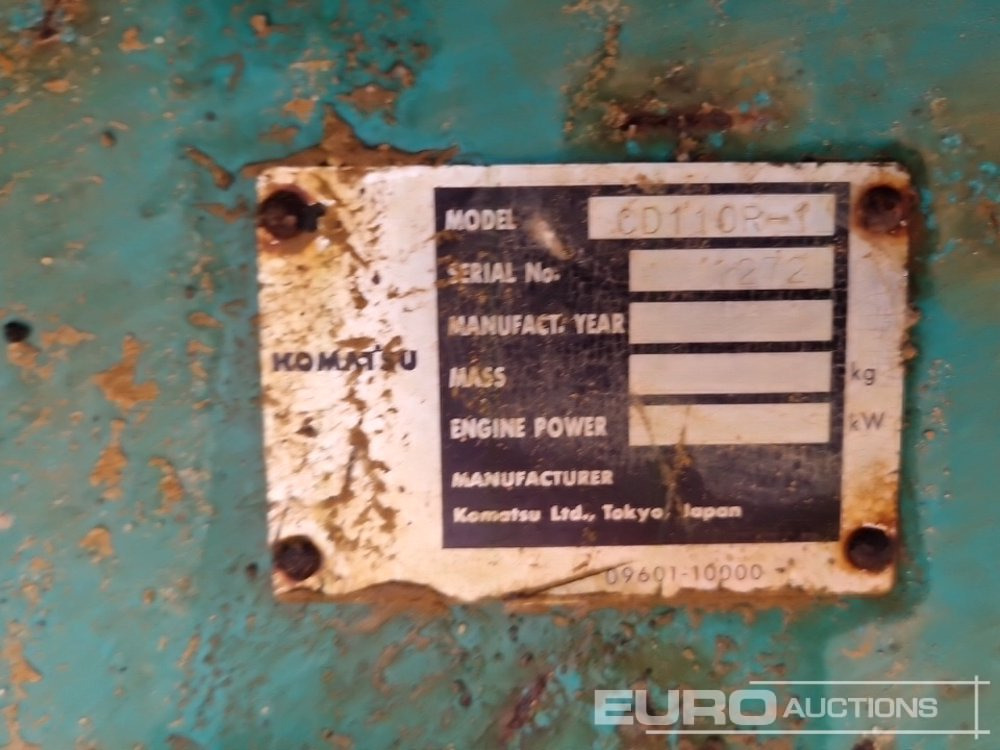 MODEL CD110R-1
SERIAL No. 1272
MANUFACT. YEAR
KOMATSU
MASS kg
ENGINE POWER kW
MANUFACTURER
Komatsu Ltd., Tokyo, Japan
09601-10000
EURO AUCTIONS